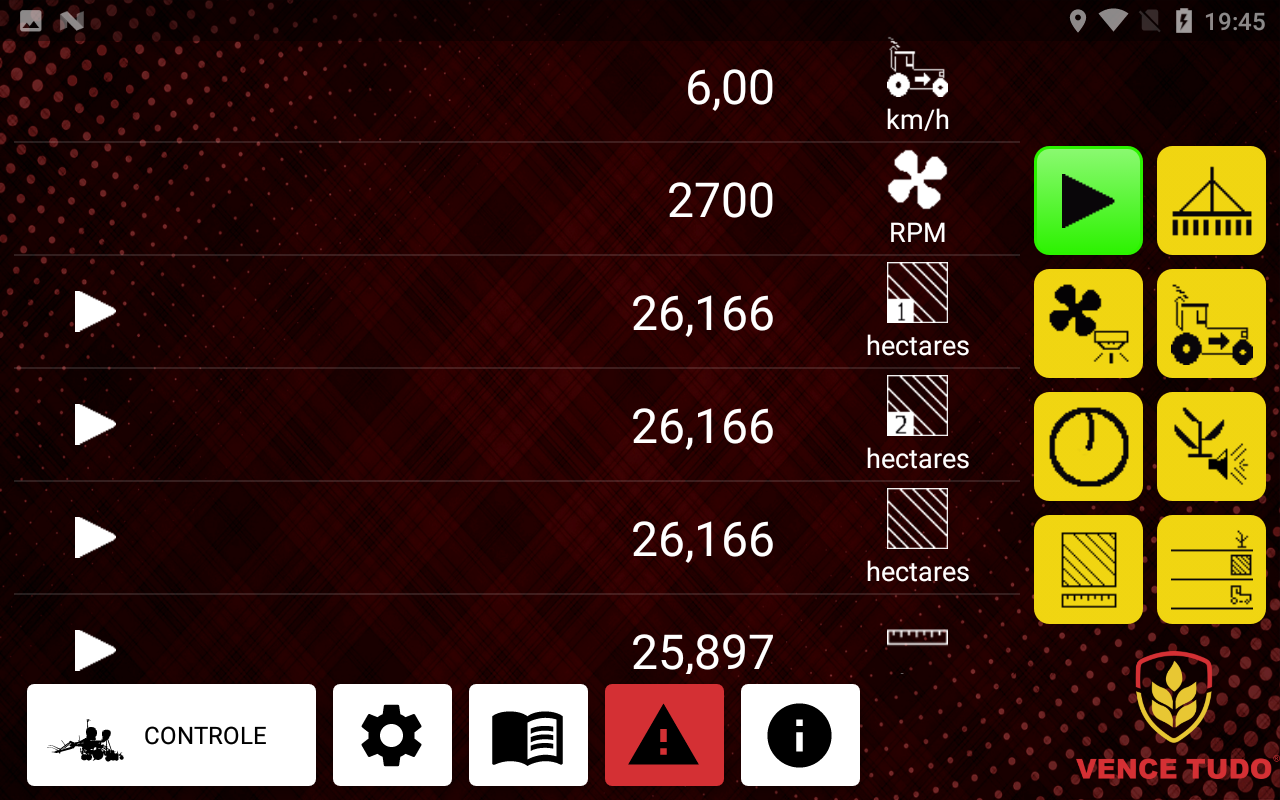 19:45
6,00
km/h
2700
RPM
26,166
1
hectares
26,166
2
hectares
26,166
hectares
25,897
CONTROLE
VENCE TUDO